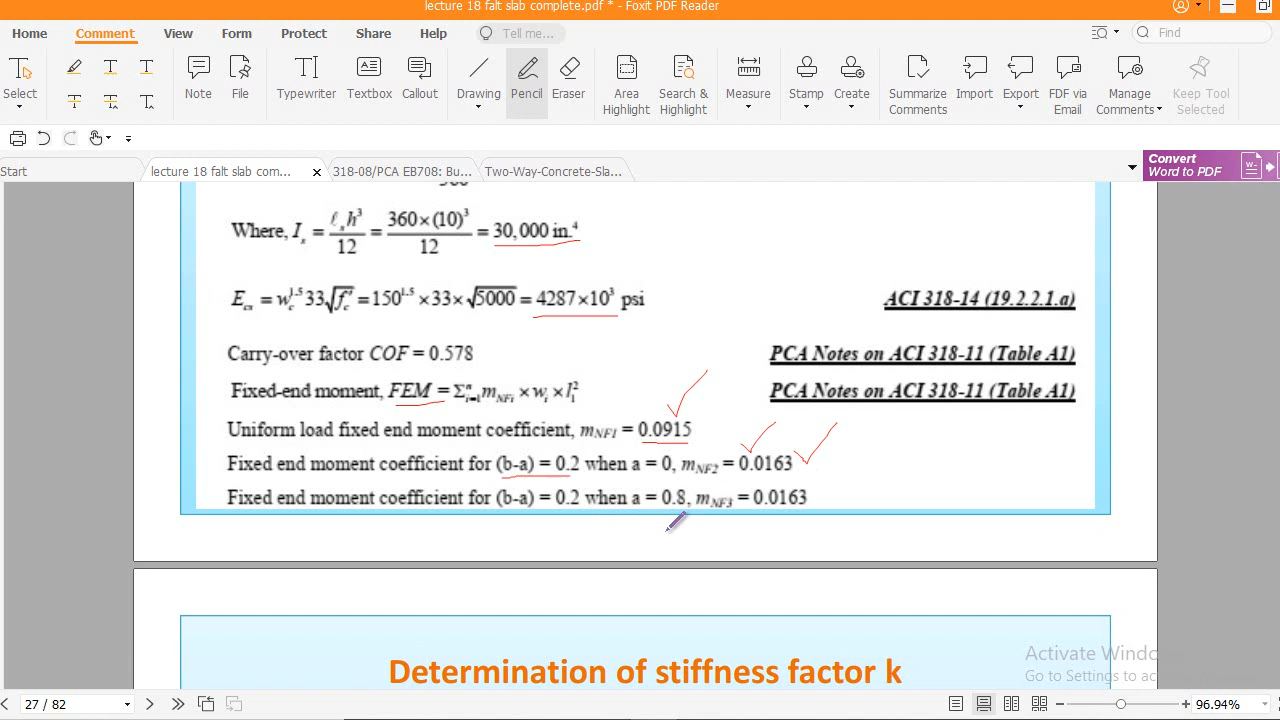 lecture 18 falt slab complete.pdf * - Foxit PDF Reader
Home Comment View Form Protect Share Help Tell me... Find
Select Note File Typewriter Textbox Callout Drawing Pencil Eraser Area Highlight Search & Highlight Measure Stamp Create Summarize Comments Import Export FDF via Email Manage Comments Keep Tool Selected
Start lecture 18 falt slab com... 318-08/PCA EB708: Bu... Two-Way-Concrete-Sla... Convert Word to PDF
Where, I_s = ℓ_s h³ / 12 = 360×(10)³ / 12 = 30,000 in.⁴
E_cs = w_c^1.5 33√f'_c = 150^1.5 ×33×√5000 = 4287×10³ psi ACI 318-14 (19.2.2.1.a)
Carry-over factor COF = 0.578 PCA Notes on ACI 318-11 (Table A1)
Fixed-end moment, FEM = Σ_{i=1}^n m_NFi × w_i × l_1² PCA Notes on ACI 318-11 (Table A1)
Uniform load fixed end moment coefficient, m_NF1 = 0.0915
Fixed end moment coefficient for (b-a) = 0.2 when a = 0, m_NF2 = 0.0163
Fixed end moment coefficient for (b-a) = 0.2 when a = 0.8, m_NF3 = 0.0163
Determination of stiffness factor k
Activate Windo
Go to Settings to a
27 / 82 96.94%